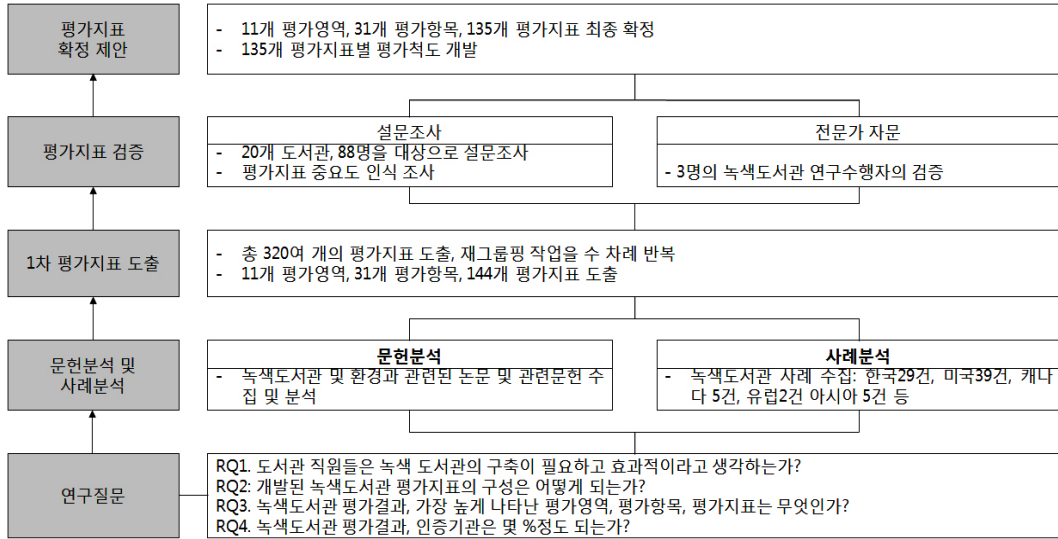 평가지표
확정 제안
- 11개 평가영역, 31개 평가항목, 135개 평가지표 최종 확정
- 135개 평가지표별 평가척도 개발
평가지표 검증
설문조사
- 20개 도서관, 88명을 대상으로 설문조사
- 평가지표 중요도 인식 조사
전문가 자문
- 3명의 녹색도서관 연구수행자의 검증
1차 평가지표 도출
- 총 320여 개의 평가지표 도출, 재그룹핑 작업을 수 차례 반복
- 11개 평가영역, 31개 평가항목, 144개 평가지표 도출
문헌분석 및
사례분석
문헌분석
- 녹색도서관 및 환경과 관련된 논문 및 관련문헌 수
집 및 분석
사례분석
- 녹색도서관 사례 수집: 한국29건, 미국39건, 캐나
다 5건, 유럽2건 아시아 5건 등
연구질문
RQ1. 도서관 직원들은 녹색 도서관의 구축이 필요하고 효과적이라고 생각하는가?
RQ2: 개발된 녹색도서관 평가지표의 구성은 어떻게 되는가?
RQ3. 녹색도서관 평가결과, 가장 높게 나타난 평가영역, 평가항목, 평가지표는 무엇인가?
RQ4. 녹색도서관 평가결과, 인증기관은 몇 %정도 되는가?